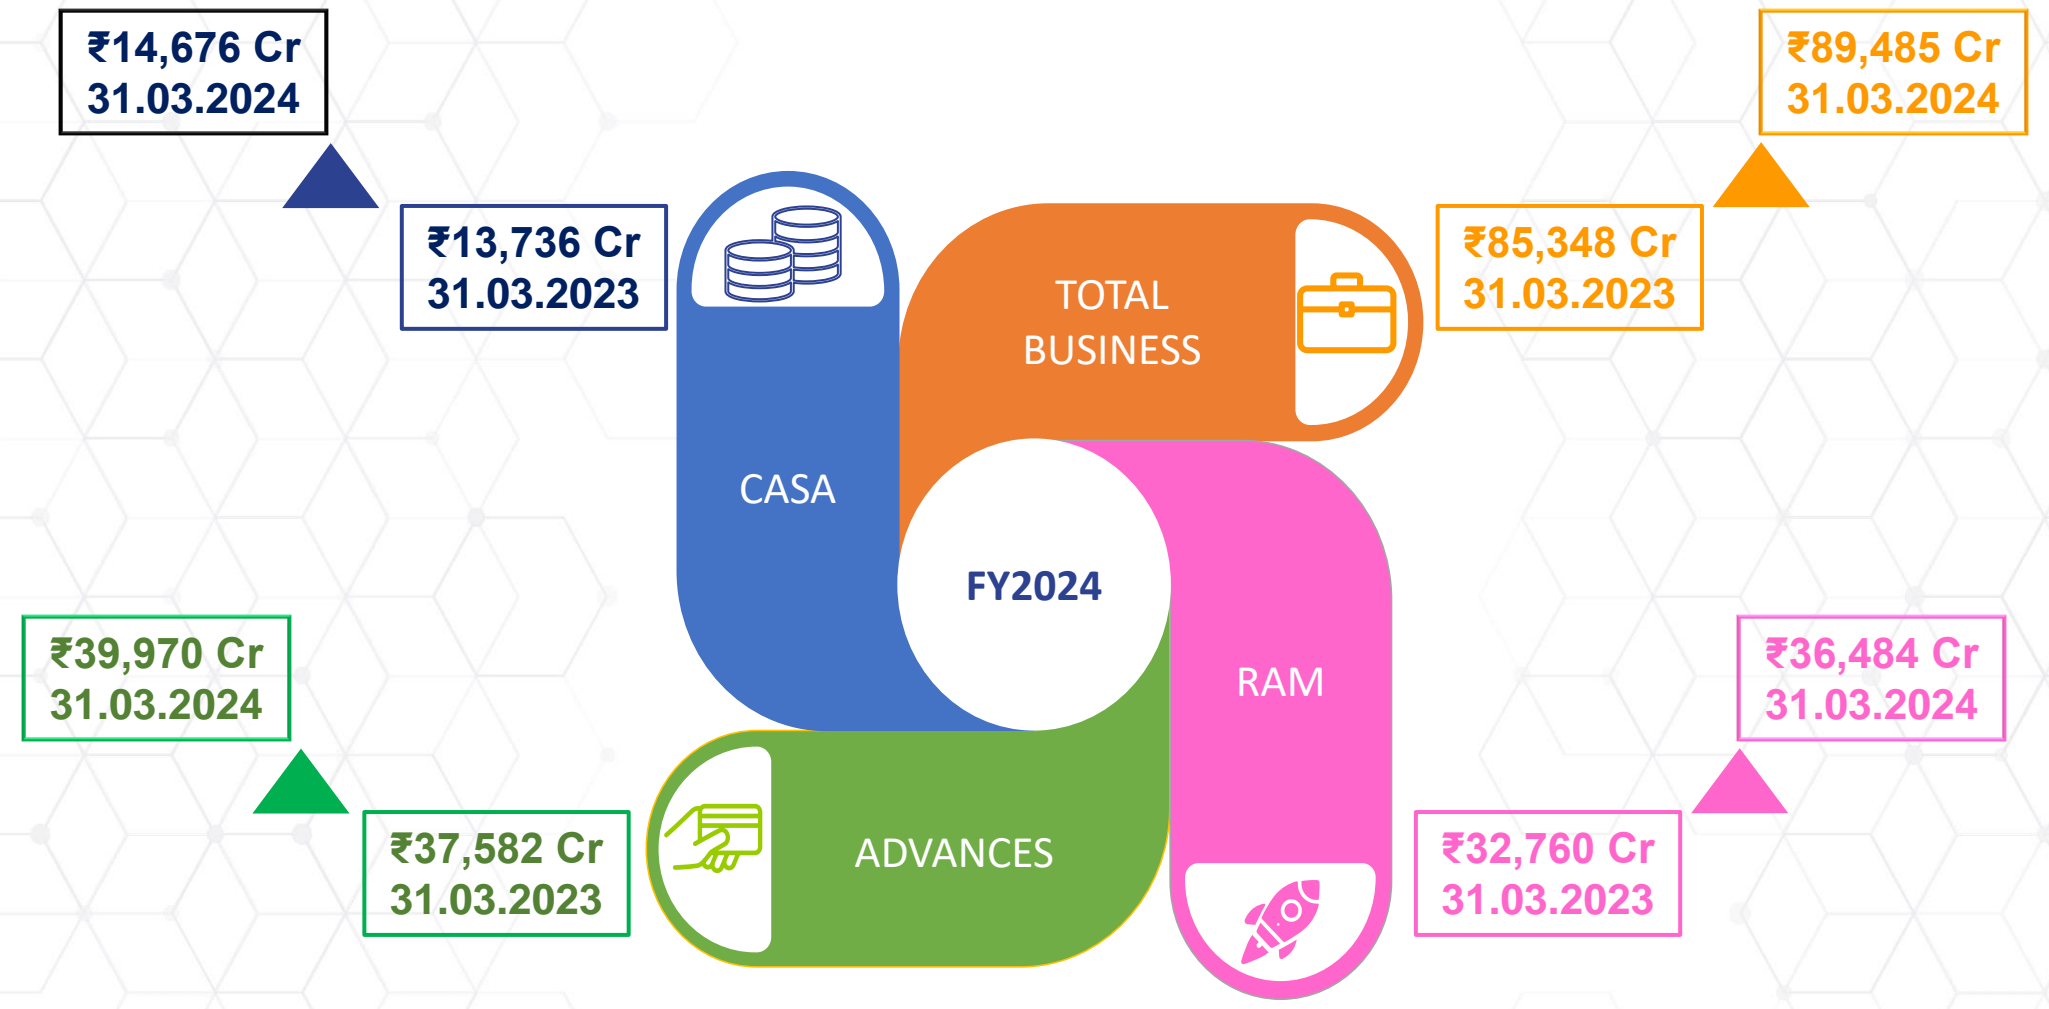 ₹14,676 Cr
31.03.2024
₹89,485 Cr
31.03.2024
₹13,736 Cr
31.03.2023
TOTAL
BUSINESS
₹85,348 Cr
31.03.2023
CASA
FY2024
₹39,970 Cr
31.03.2024
RAM
₹36,484 Cr
31.03.2024
₹37,582 Cr
31.03.2023
ADVANCES
₹32,760 Cr
31.03.2023